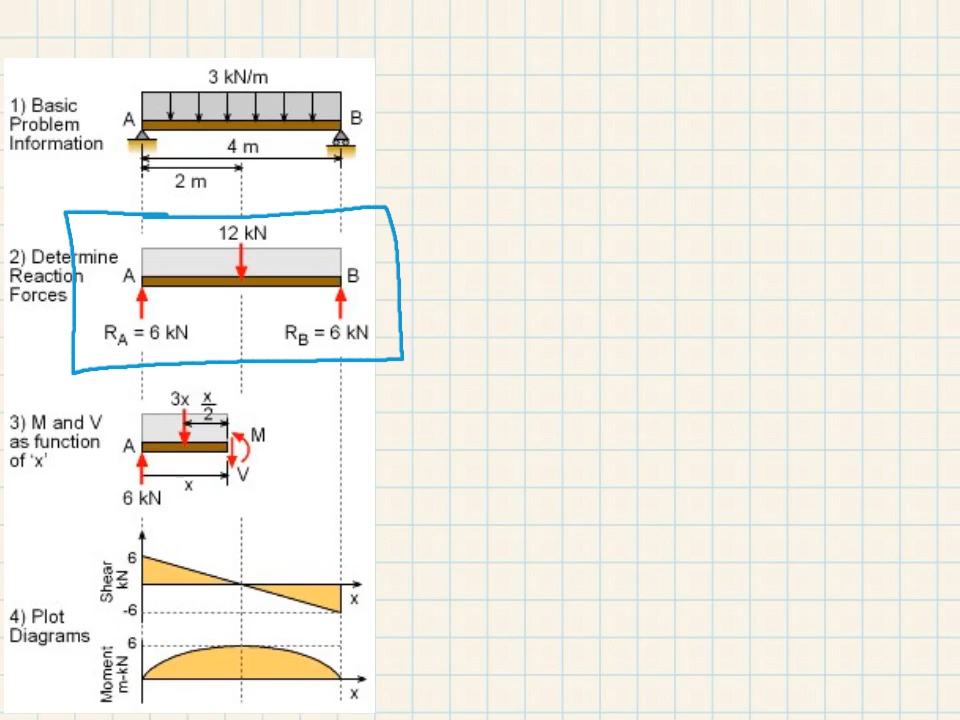 3 kN/m
1) Basic
Problem
Information
A
B
4 m
2 m
12 kN
2) Determine
Reaction
Forces
A
B
RA = 6 kN
RB = 6 kN
3) M and V
as function
of ‘x’
3x
x
2
M
A
V
x
6 kN
4) Plot
Diagrams
Shear
kN
6
-6
x
Moment
m-kN
6
x